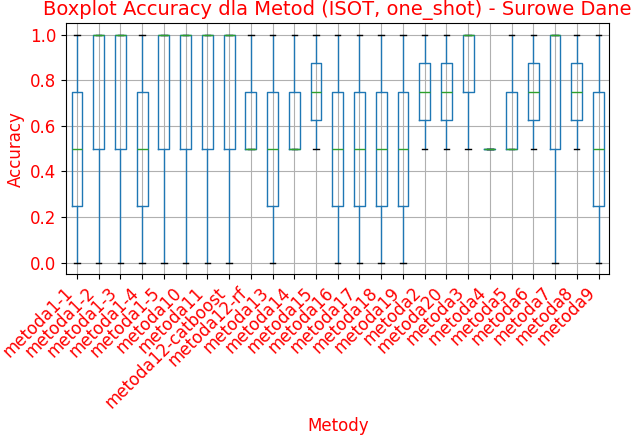 Boxplot Accuracy dla Metod (ISOT, one_shot) - Surowe Dane
Accuracy
1.0
0.8
0.6
0.4
0.2
0.0
metoda1-1
metoda1-2
metoda1-3
metoda1-4
metoda1-5
metoda10
metoda11
metoda12-catboost
metoda12-rf
metoda13
metoda14
metoda15
metoda16
metoda17
metoda18
metoda19
metoda2
metoda20
metoda3
metoda4
metoda5
metoda6
metoda7
metoda8
metoda9
Metody